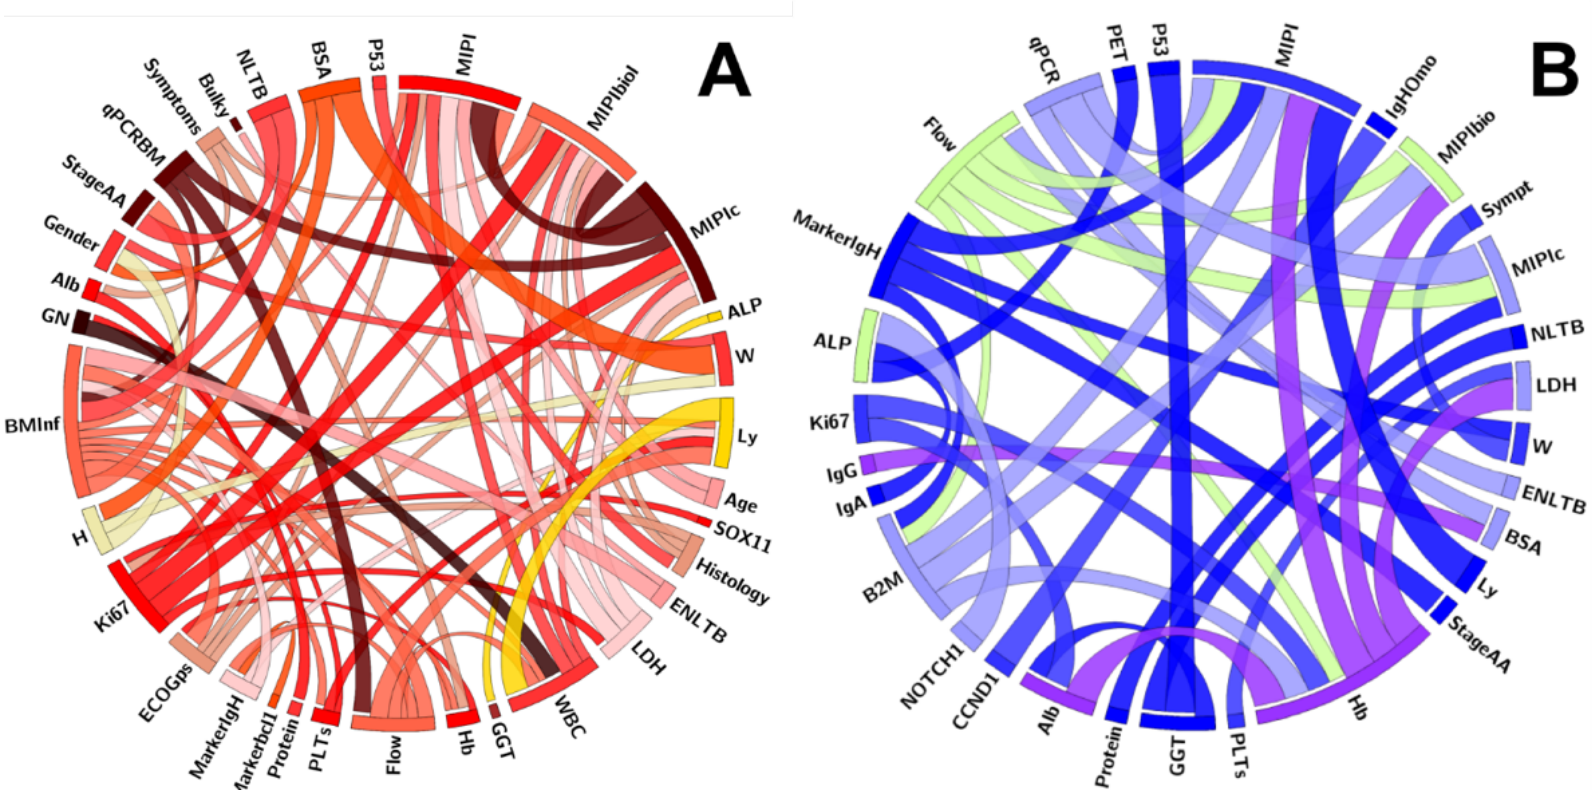 A
MIPI
MIPIbiol
MIPIc
ALP
W
Ly
Age
SOX11
Histology
ENLTB
LDH
WBC
GGT
Hb
Flow
PLTs
Protein
Markerbcl1
MarkerIgH
ECOGps
Ki67
H
BMInf
GN
Alb
Gender
StageAA
qPCRBM
Symptoms
Bulky
NLTB
BSA
P53
B
MIPI
IgHOmo
MIPIbio
Sympt
MIPIc
NLTB
LDH
W
ENLTB
BSA
Ly
StageAA
Hb
PLTs
GGT
Protein
Alb
CCND1
NOTCH1
B2M
IgA
IgG
Ki67
ALP
MarkerIgH
Flow
qPCR
PET
P53